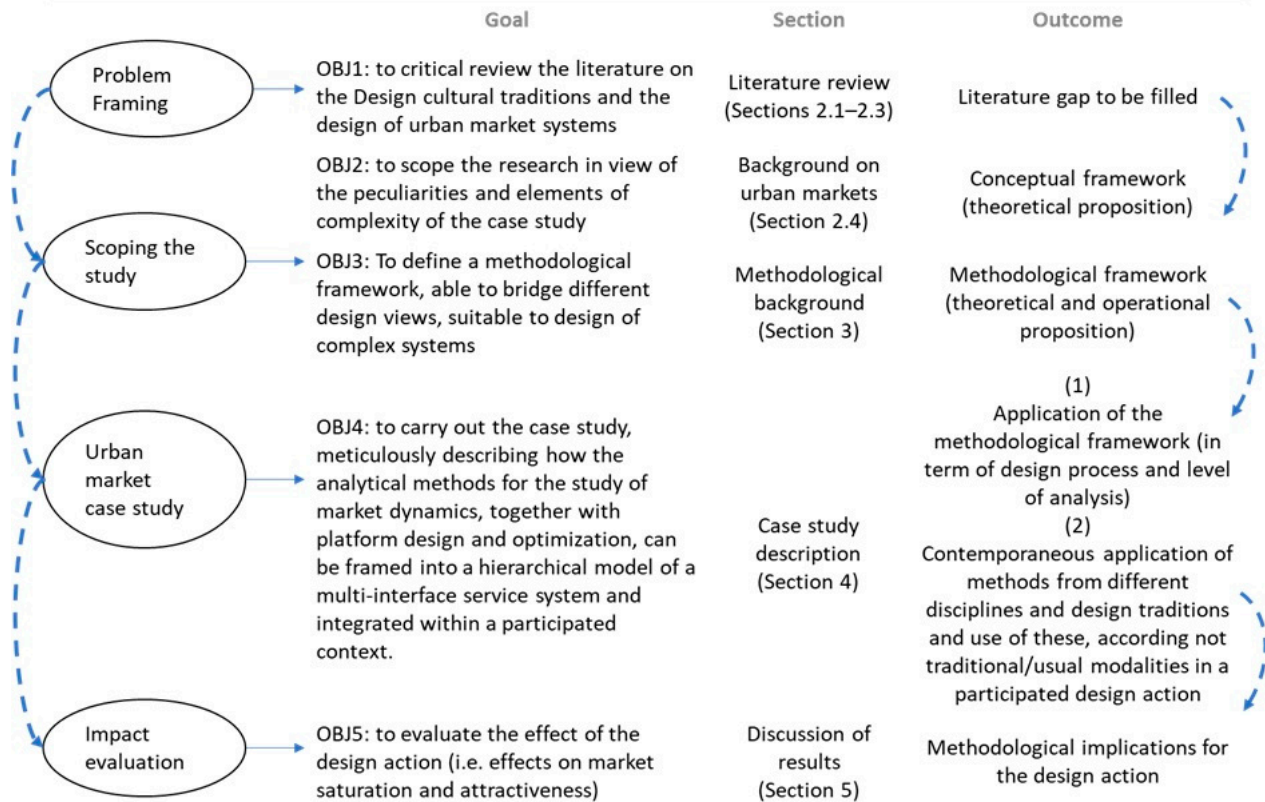 Goal
Section
Outcome
Problem
Framing
OBJ1: to critical review the literature on
the Design cultural traditions and the
design of urban market systems
Literature review
(Sections 2.1–2.3)
Literature gap to be filled
OBJ2: to scope the research in view of
the peculiarities and elements of
complexity of the case study
Background on
urban markets
(Section 2.4)
Conceptual framework
(theoretical proposition)
Scoping the
study
OBJ3: To define a methodological
framework, able to bridge different
design views, suitable to design of
complex systems
Methodological
background
(Section 3)
Methodological framework
(theoretical and operational
proposition)
Urban
market
case study
OBJ4: to carry out the case study,
meticulously describing how the
analytical methods for the study of
market dynamics, together with
platform design and optimization, can
be framed into a hierarchical model of a
multi-interface service system and
integrated within a participated
context.
Case study
description
(Section 4)
(1)
Application of the
methodological framework (in
term of design process and level
of analysis)
(2)
Contemporaneous application of
methods from different
disciplines and design traditions
and use of these, according not
traditional/usual modalities in a
participated design action
Impact
evaluation
OBJ5: to evaluate the effect of the
design action (i.e. effects on market
saturation and attractiveness)
Discussion of
results
(Section 5)
Methodological implications for
the design action